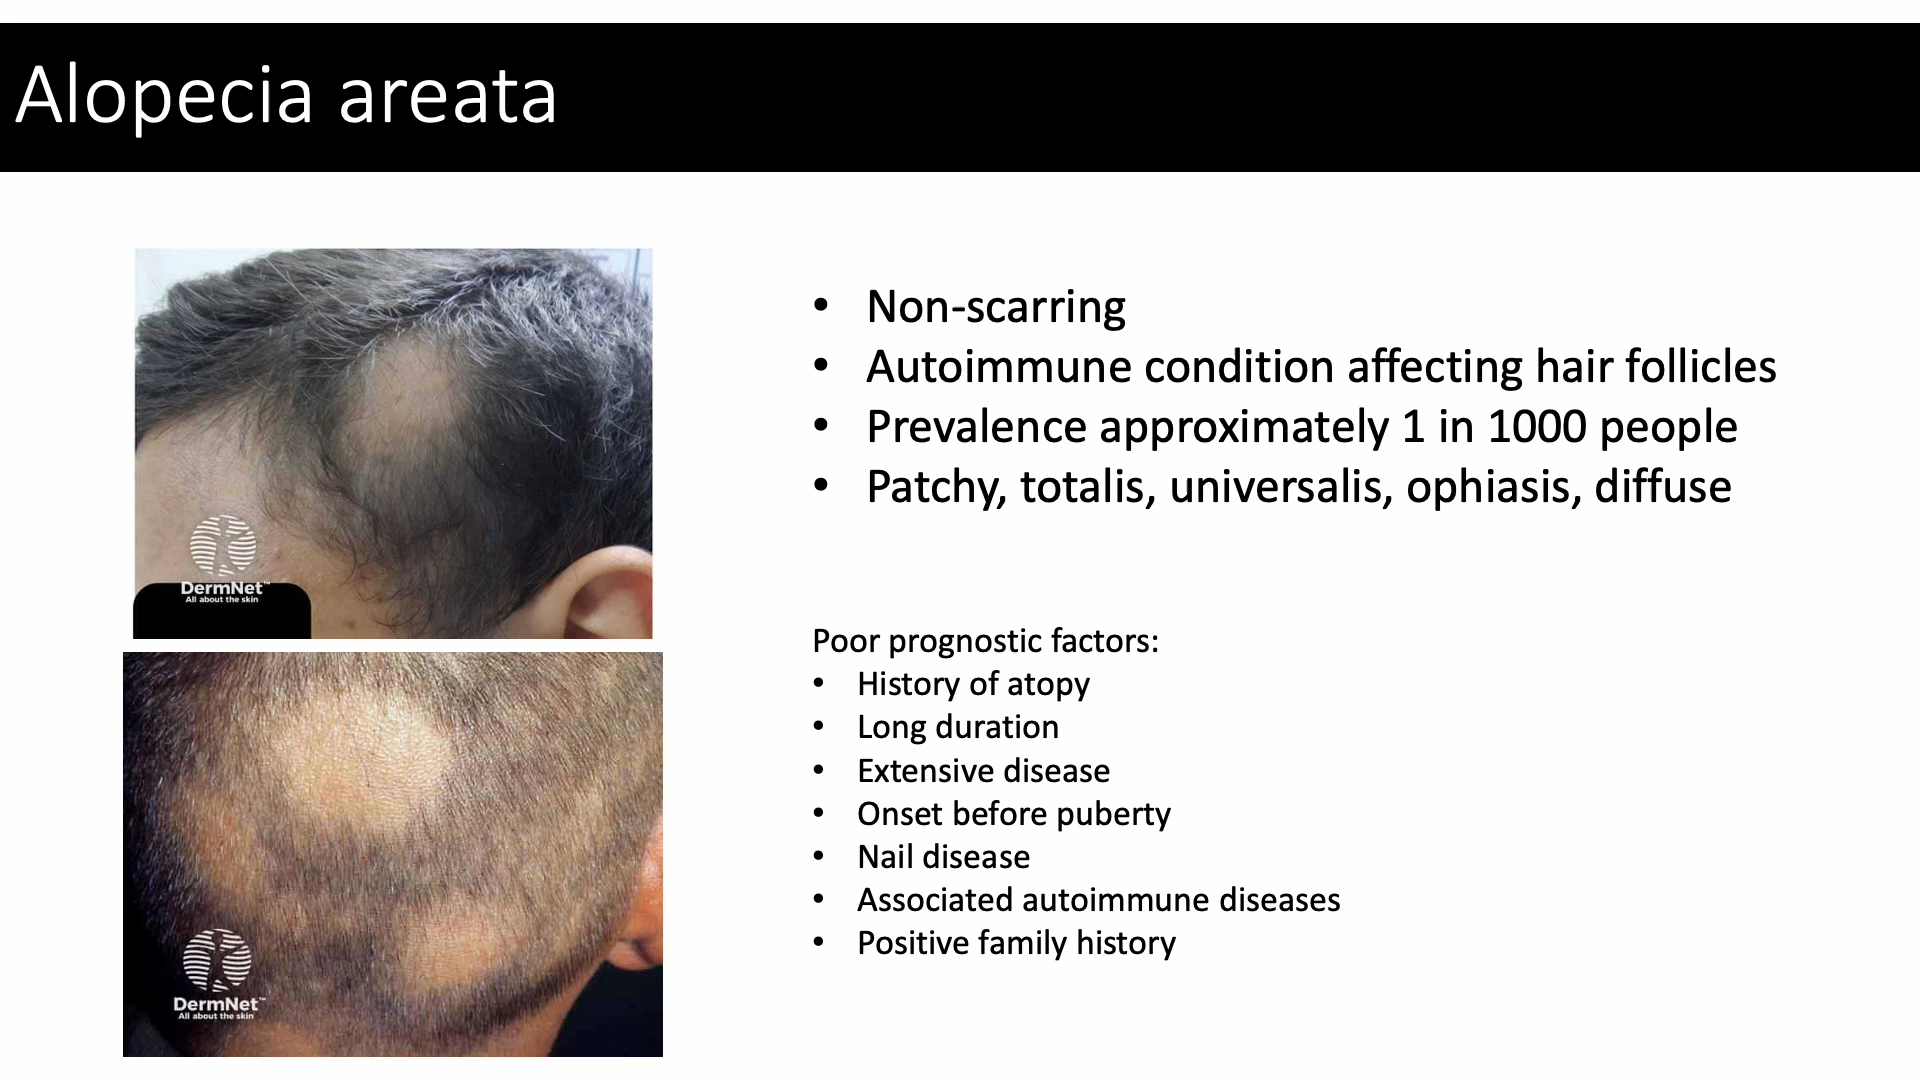 Alopecia areata
• Non-scarring
• Autoimmune condition affecting hair follicles
• Prevalence approximately 1 in 1000 people
• Patchy, totalis, universalis, ophiasis, diffuse
DermNet™
All about the skin
Poor prognostic factors:
• History of atopy
• Long duration
• Extensive disease
• Onset before puberty
• Nail disease
• Associated autoimmune diseases
• Positive family history
DermNet™
All about the skin